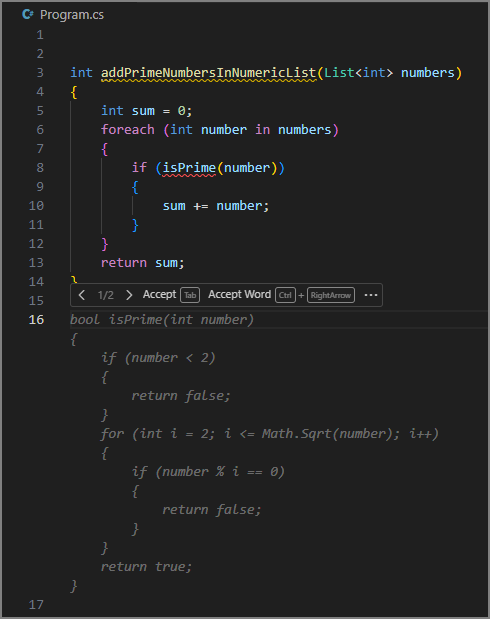 C# Program.cs
1
2
3 int addPrimeNumbersInNumericList(List<int> numbers)
4 {
5 int sum = 0;
6 foreach (int number in numbers)
7 {
8 if (isPrime(number))
9 {
10 sum += number;
11 }
12 }
13 return sum;
14 }
15 < 1/2 > Accept Tab Accept Word Ctrl + RightArrow ···
16 bool isPrime(int number)
{
if (number < 2)
{
return false;
}
for (int i = 2; i <= Math.Sqrt(number); i++)
{
if (number % i == 0)
{
return false;
}
}
return true;
}
17